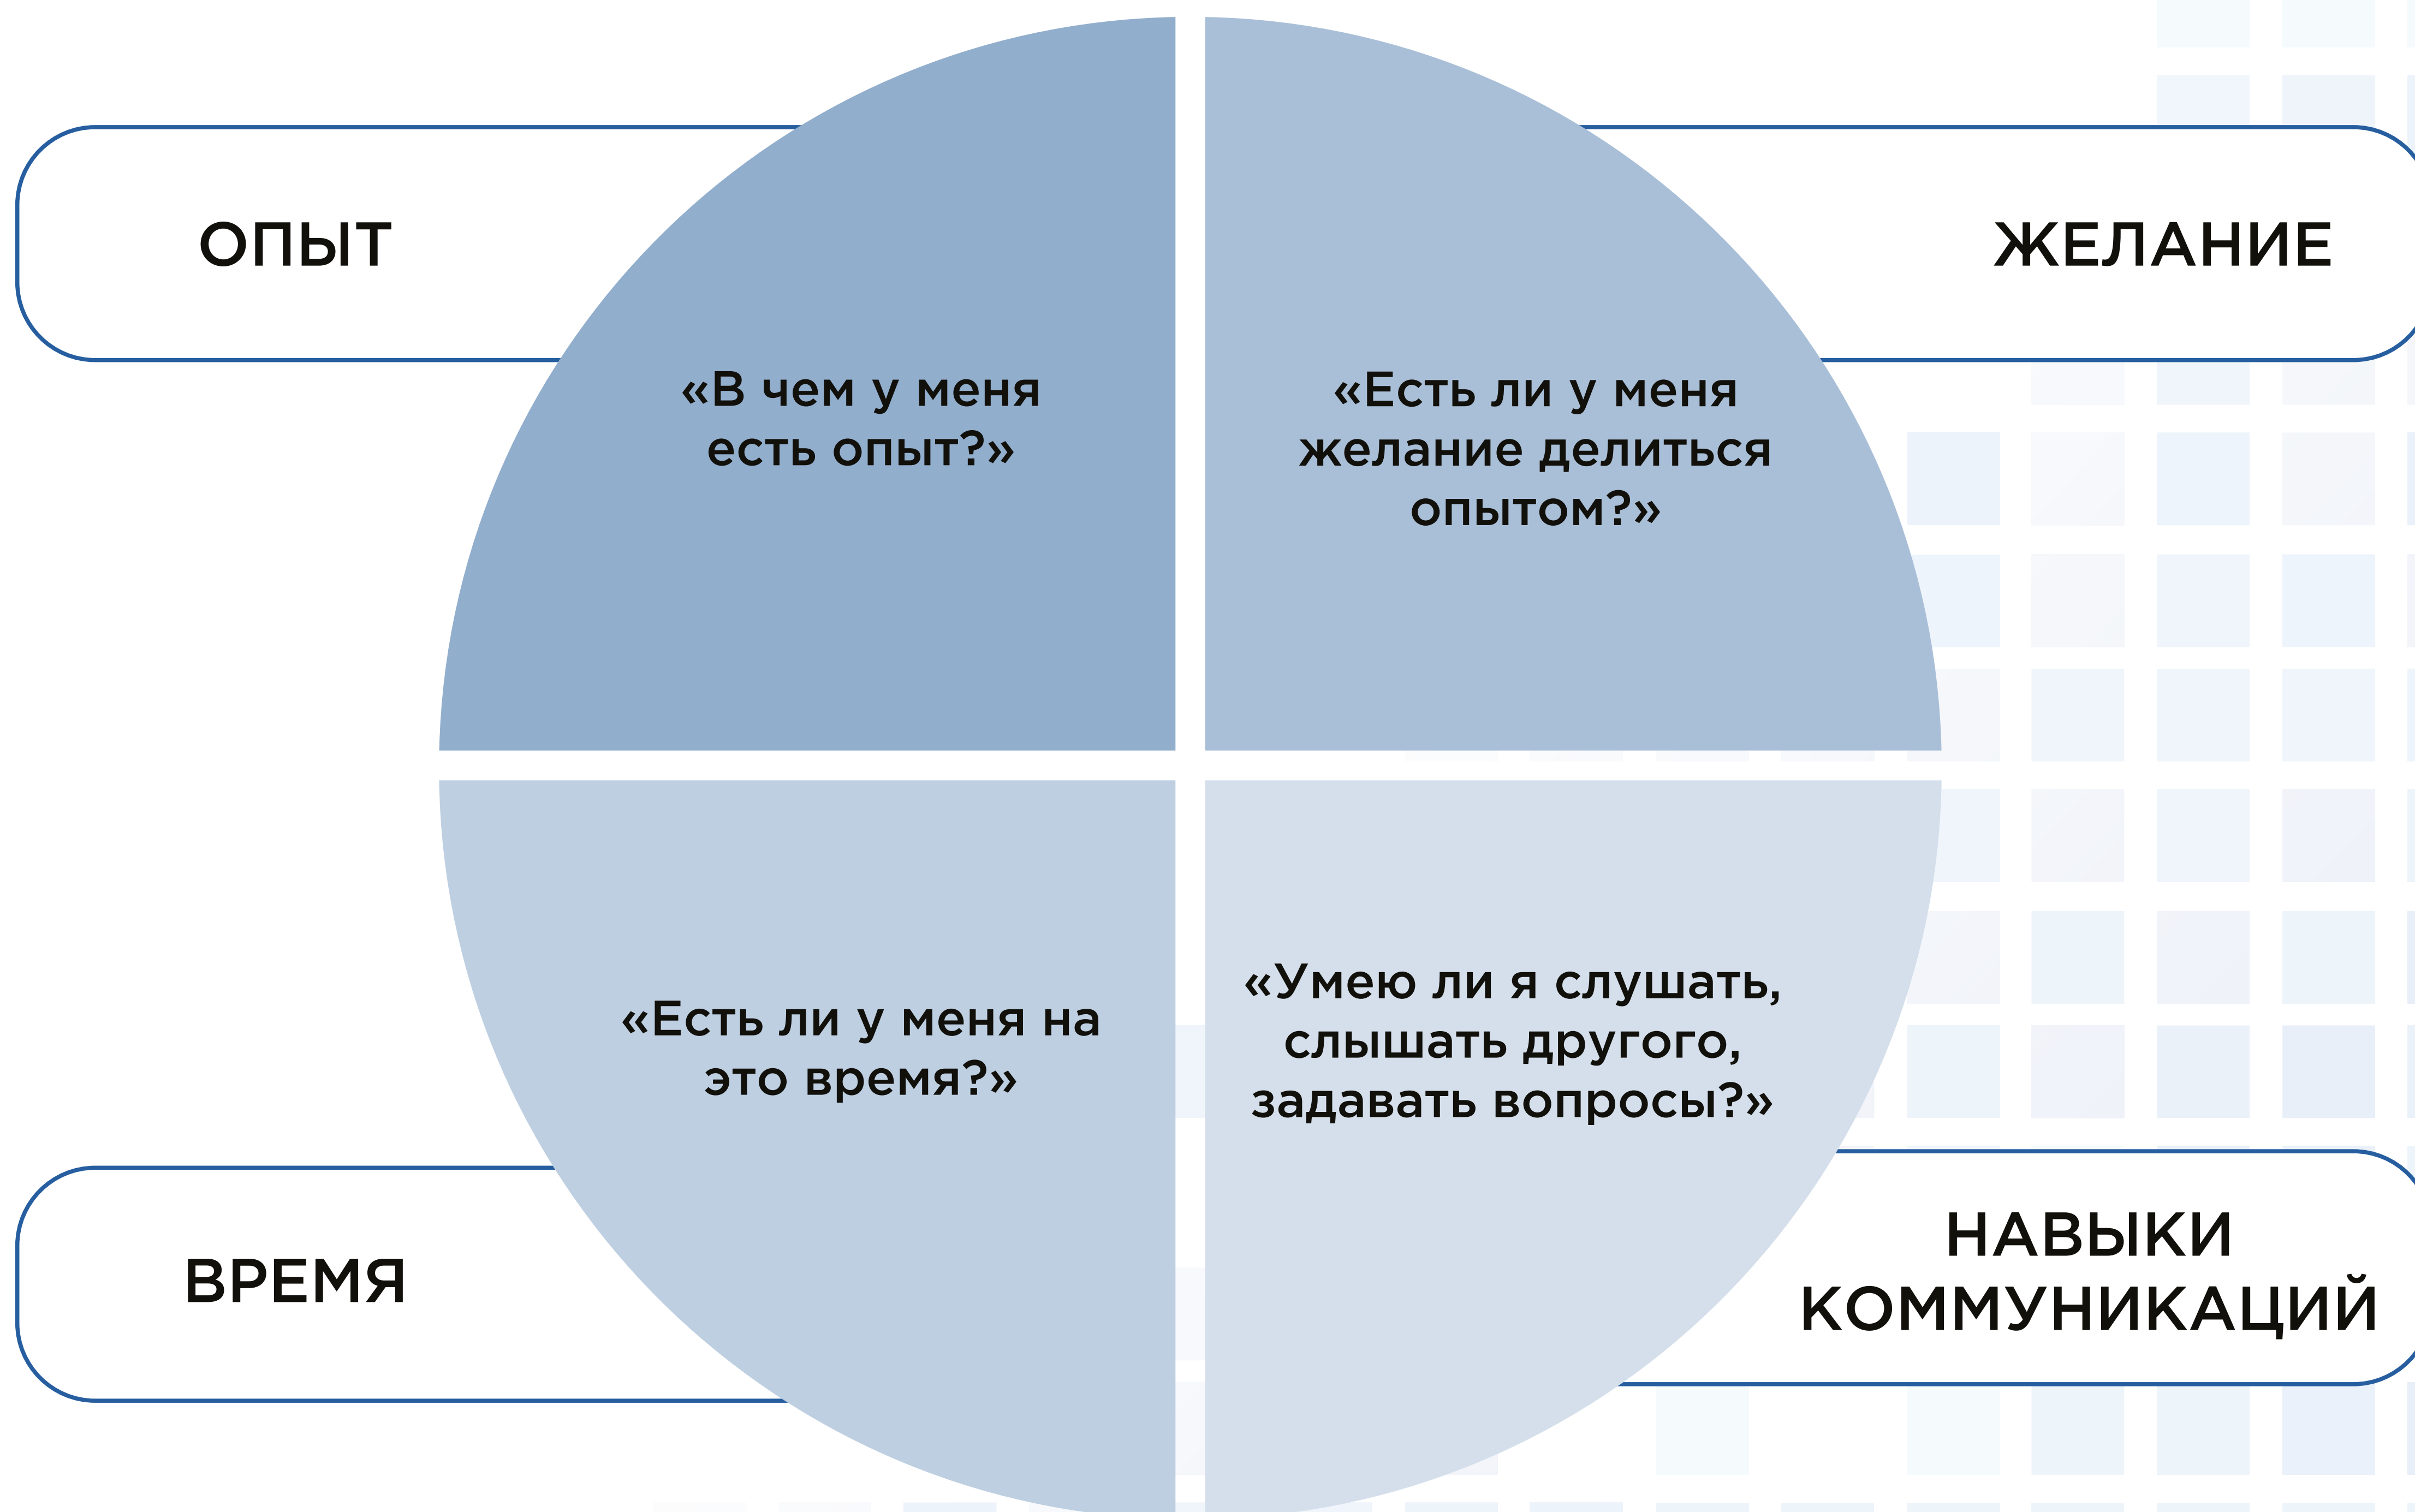 ОПЫТ
«В чем у меня
есть опыт?»
ЖЕЛАНИЕ
«Есть ли у меня
желание делиться
опытом?»
ВРЕМЯ
«Есть ли у меня на
это время?»
«Умею ли я слушать,
слышать другого,
задавать вопросы?»
НАВЫКИ
КОММУНИКАЦИЙ